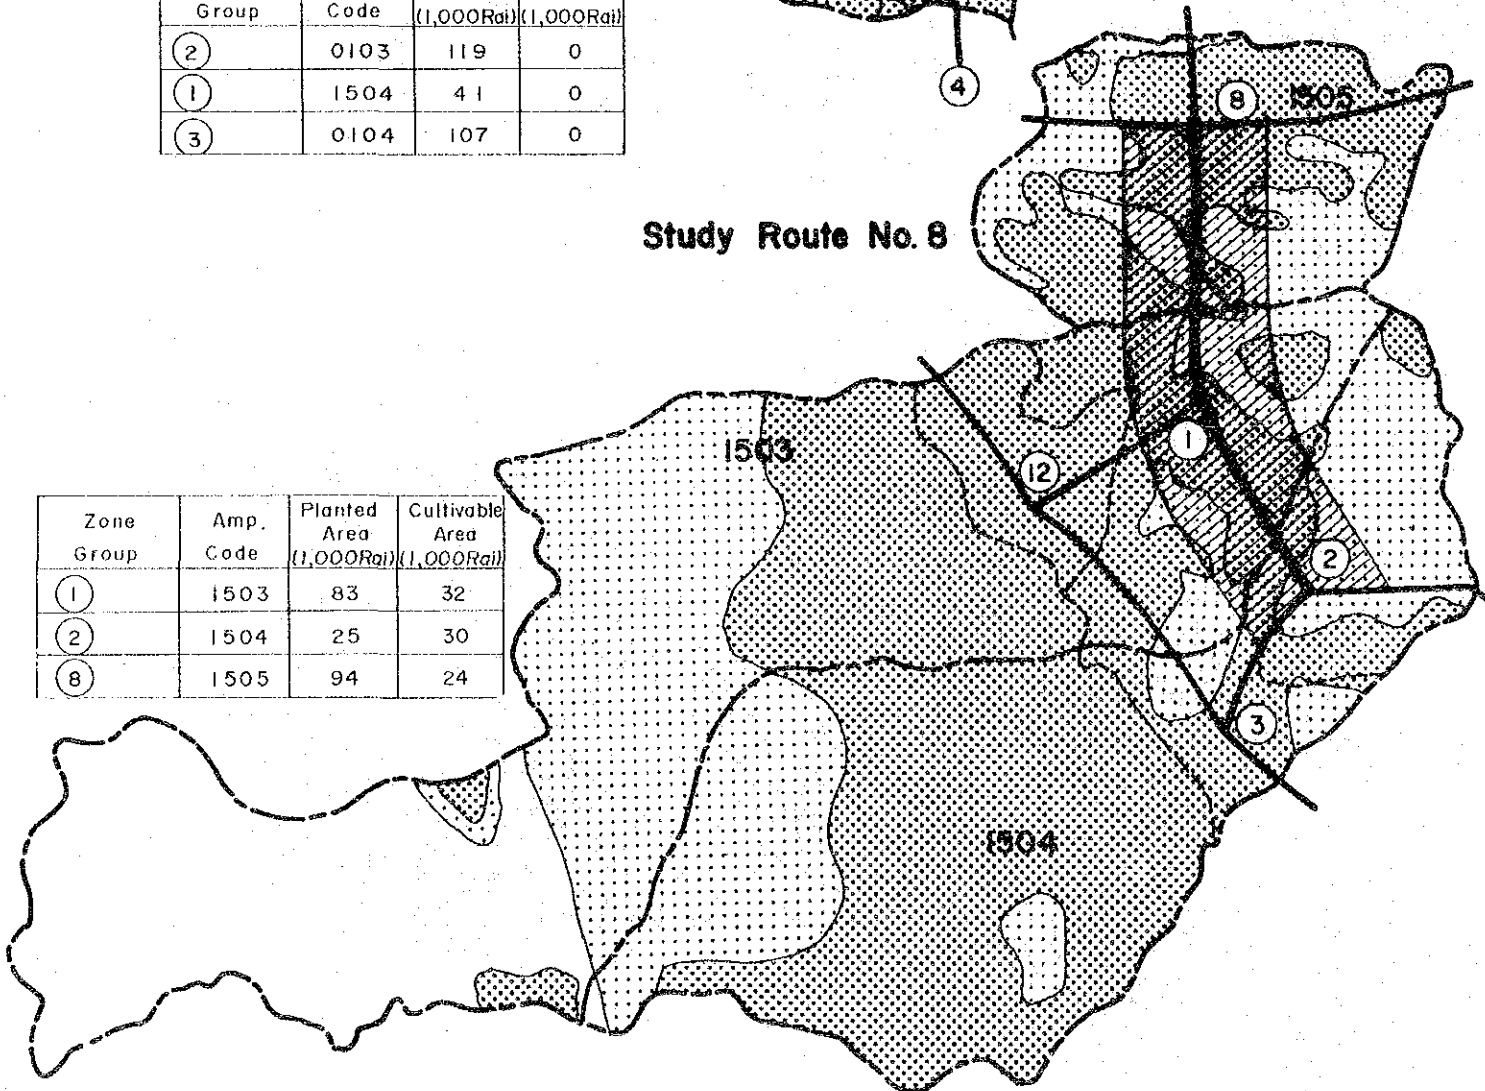 Group Code (1,000Rai) (1,000Rai)
2 0103 119 0
1 1504 41 0
3 0104 107 0
4
8 1505
Study Route No. 8
1503
1
12
2
Zone Group Amp. Code Planted Area (1,000Rai) Cultivable Area (1,000Rai)
1 1503 83 32
2 1504 25 30
8 1505 94 24
3
1504